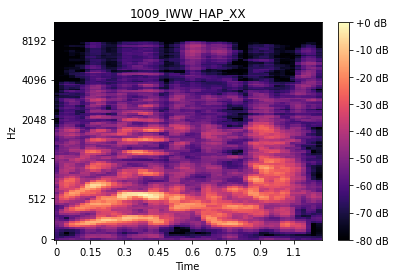 1009_IWW_HAP_XX
+0 dB
8192
-10 dB
4096
-20 dB
-30 dB
2048
Hz
-40 dB
1024
-50 dB
512
-60 dB
-70 dB
0
-80 dB
0 0.15 0.3 0.45 0.6 0.75 0.9 1.1
Time